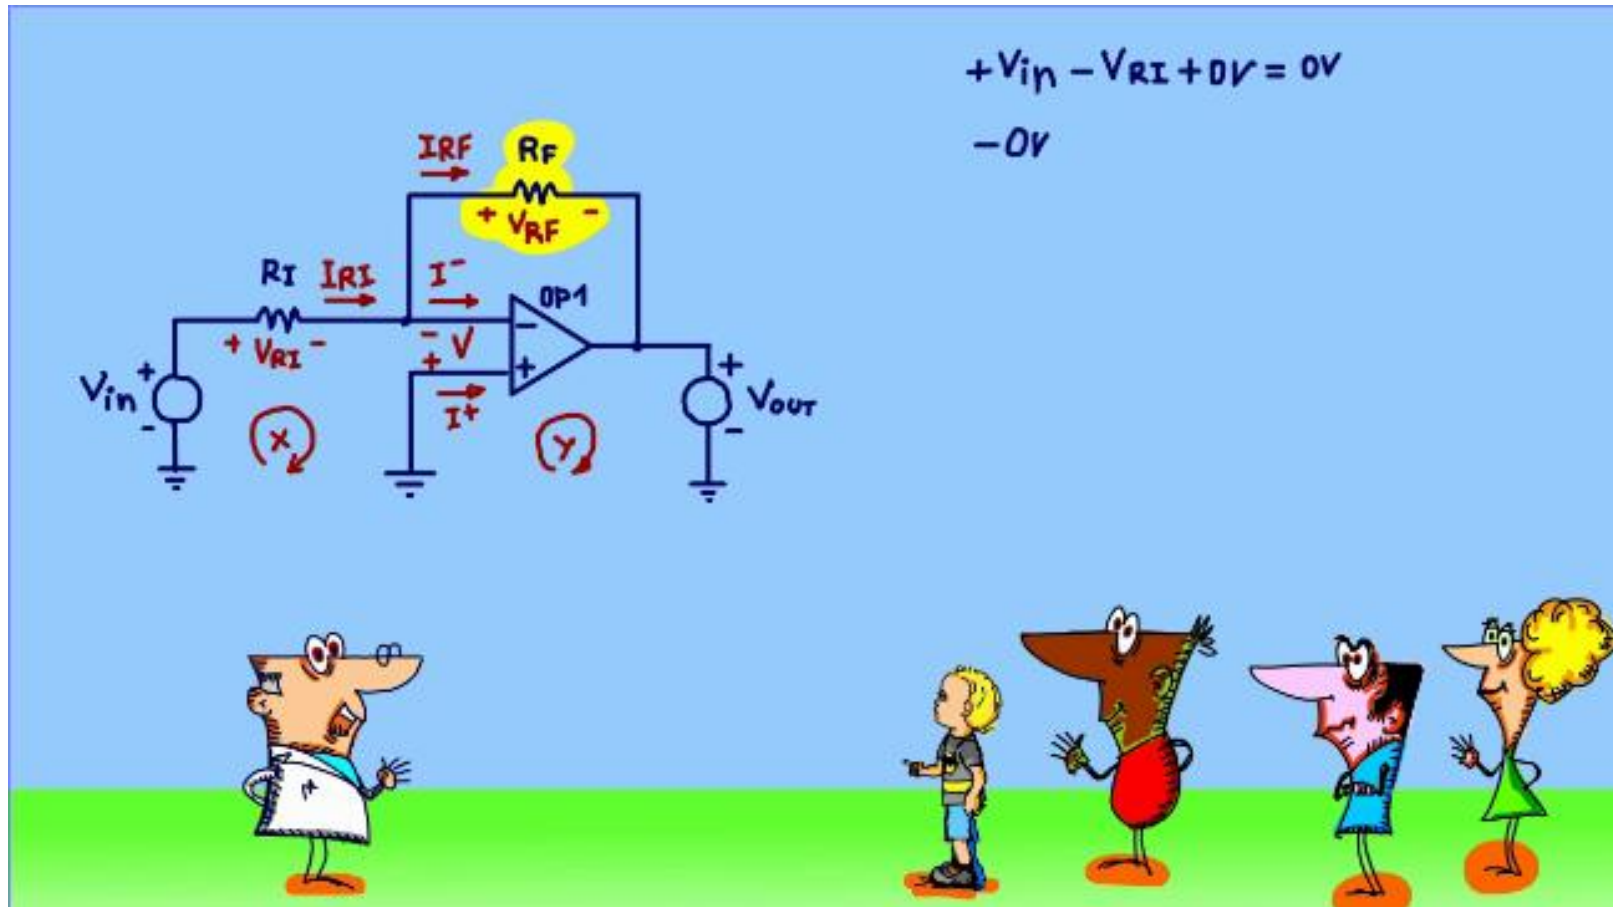 +Vin - VRI + 0V = 0V
- 0V
IRF RF
+ VRF -
RI IRI I- OP1
+ VRI - - V -
+ +
Vin + - I+ + - VOUT
X Y